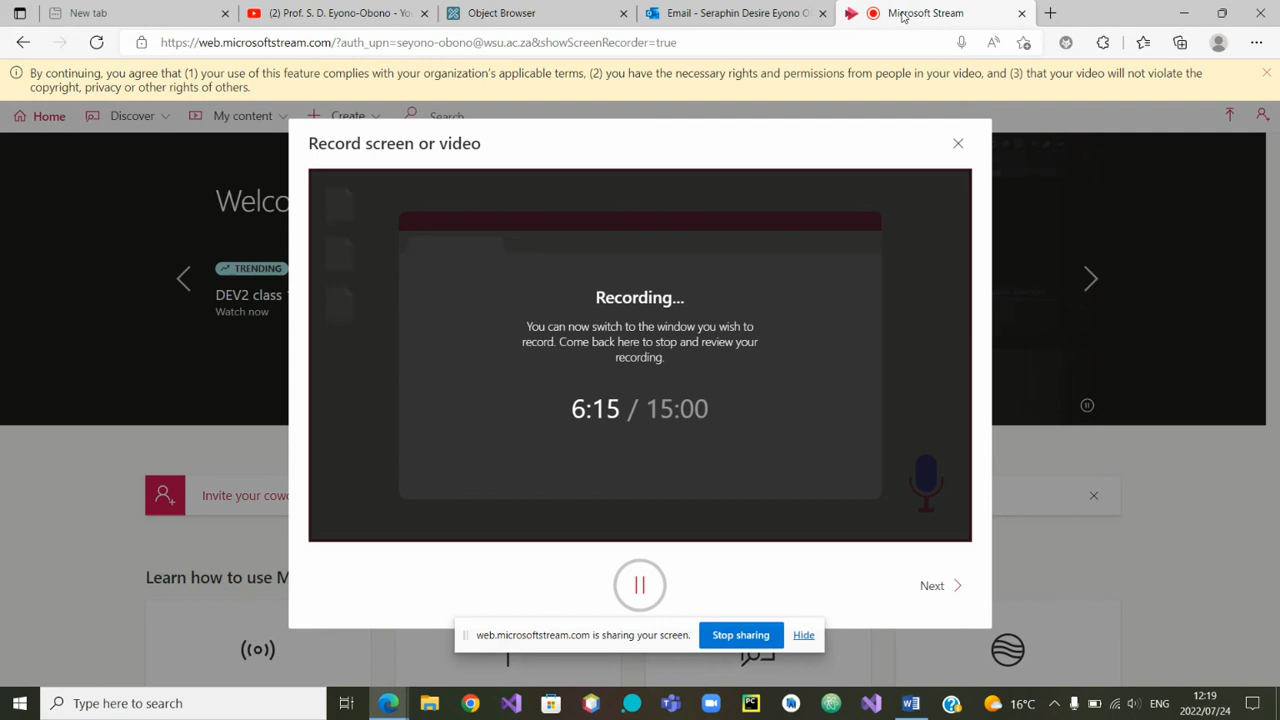 New tab
(2) (Prof. S. D. Eyono-Obono - Yo
Object Browser
Email - Seraphin Desire Eyono O
Microsoft Stream
https://web.microsoftstream.com/?auth_upn=seyono-obono@wsu.ac.za&showScreenRecorder=true
By continuing, you agree that (1) your use of this feature complies with your organization's applicable terms, (2) you have the necessary rights and permissions from people in your video, and (3) that your video will not violate the
copyright, privacy or other rights of others.
Home
Discover
My content
Create
Search
Record screen or video
Welco
TRENDING
DEV2 class
Watch now
Recording...
You can now switch to the window you wish to
record. Come back here to stop and review your
recording.
6:15 / 15:00
Invite your cowo
Next
Learn how to use M
web.microsoftstream.com is sharing your screen.
Stop sharing
Hide
Type here to search
16°C
ENG
12:19
2022/07/24